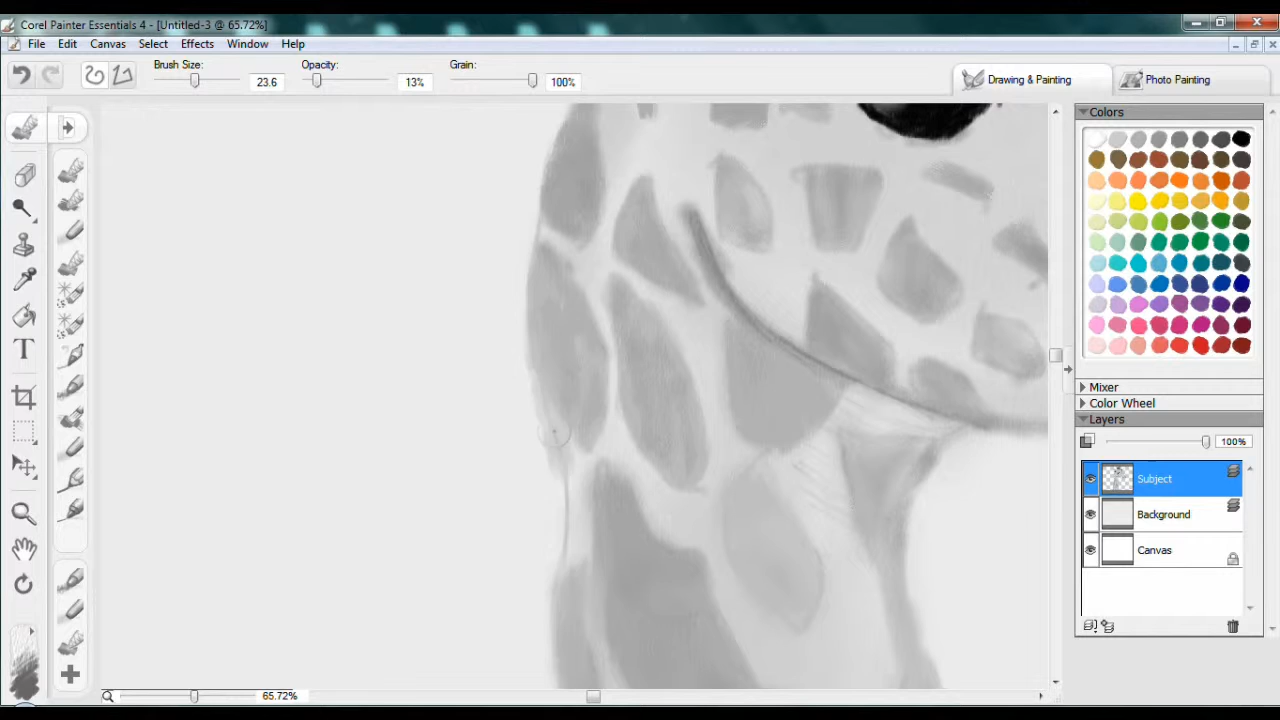 Corel Painter Essentials 4 - [Untitled-3 @ 65.72%]
File Edit Canvas Select Effects Window Help
Brush Size: 23.6 Opacity: 13% Grain: 100%
Drawing & Painting Photo Painting
Colors
Mixer
Color Wheel
Layers
100%
Subject
Background
Canvas
T
65.72%